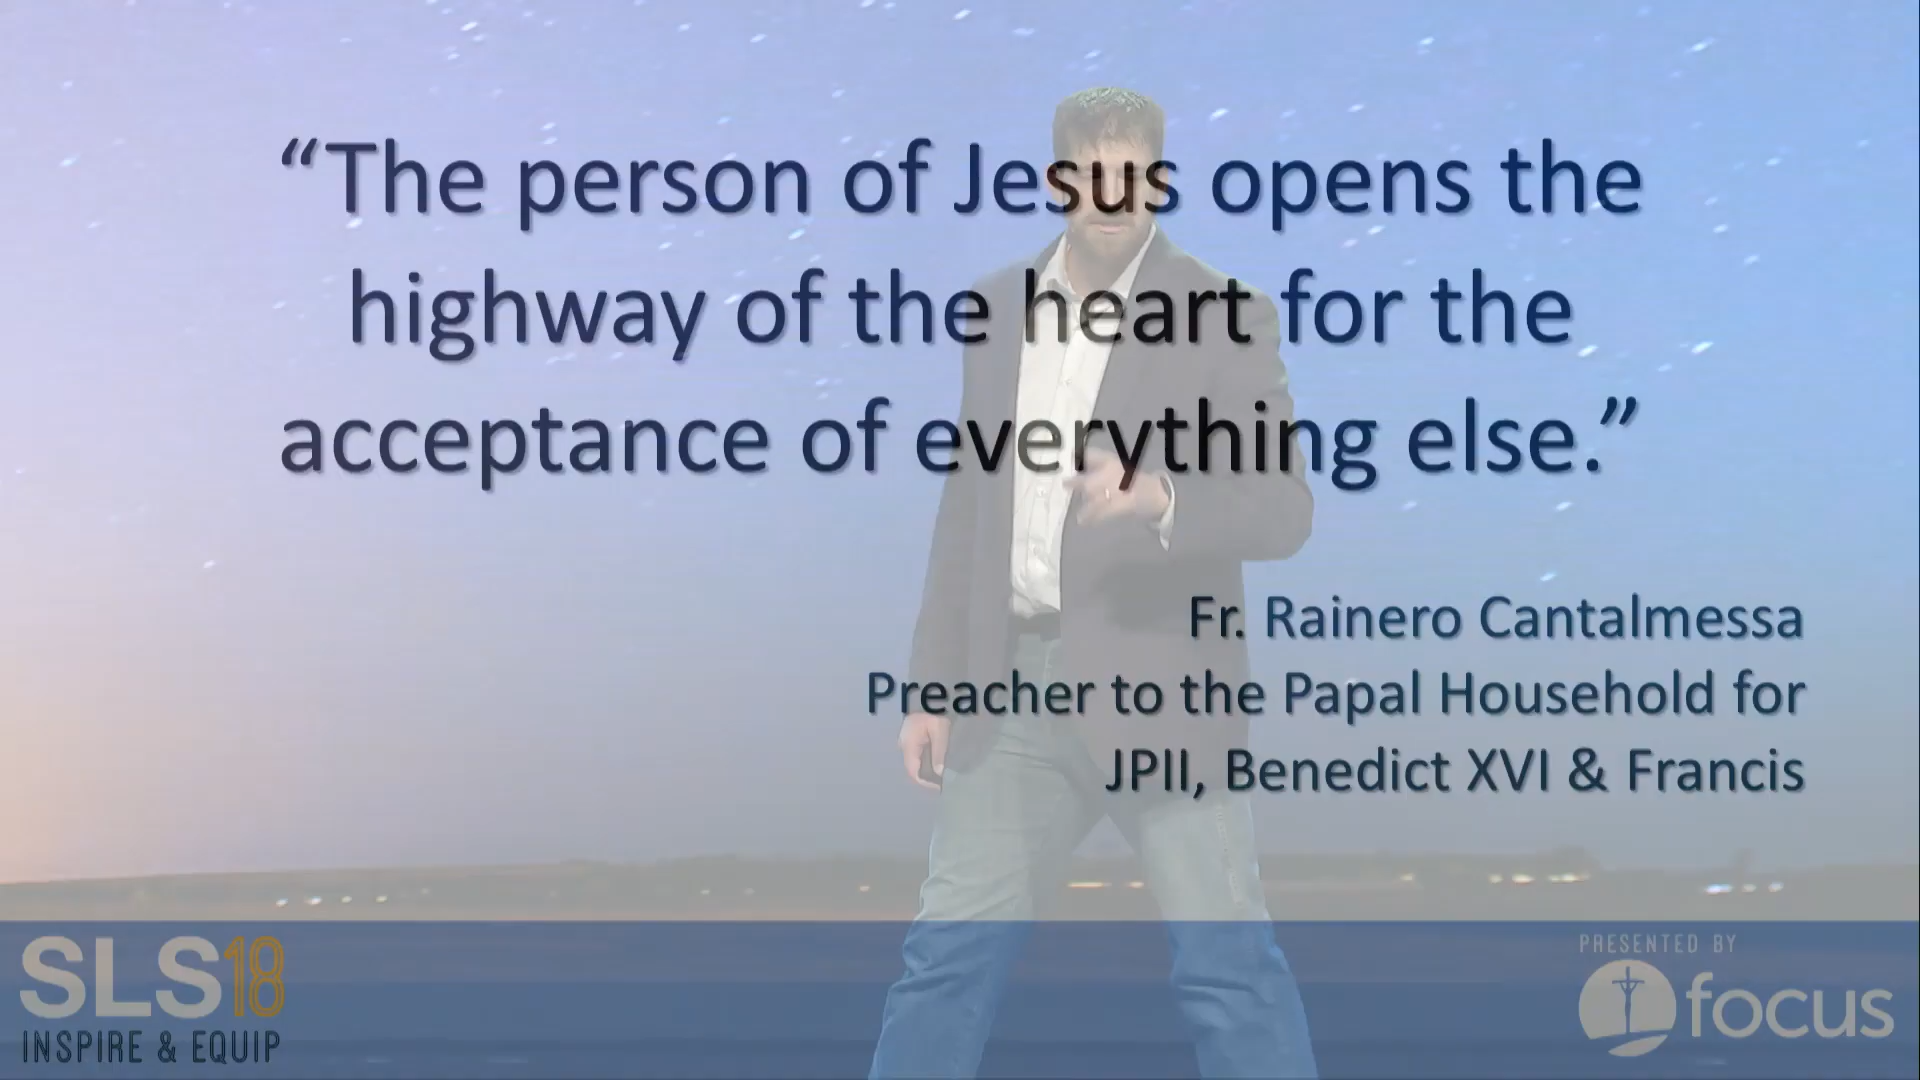 “The person of Jesus opens the
highway of the heart for the
acceptance of everything else.”
Fr. Rainero Cantalmessa
Preacher to the Papal Household for
JPII, Benedict XVI & Francis
SLS18
INSPIRE & EQUIP
PRESENTED BY
focus